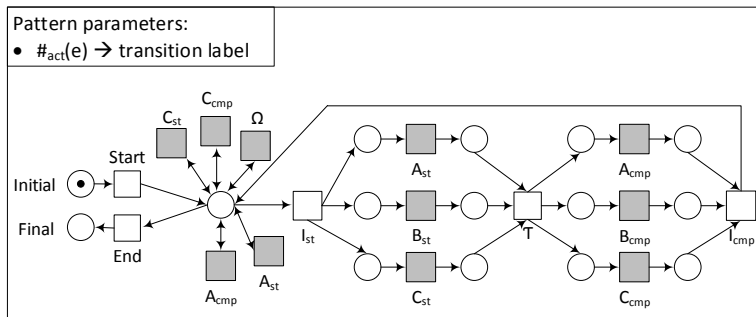 Pattern parameters:
• #act(e) → transition label
Cst
Ccmp
Ω
Start
Initial
Final
End
Acmp
Ast
Ist
Ast
Bst
Cst
Ƭ
Acmp
Bcmp
Ccmp
Icmp